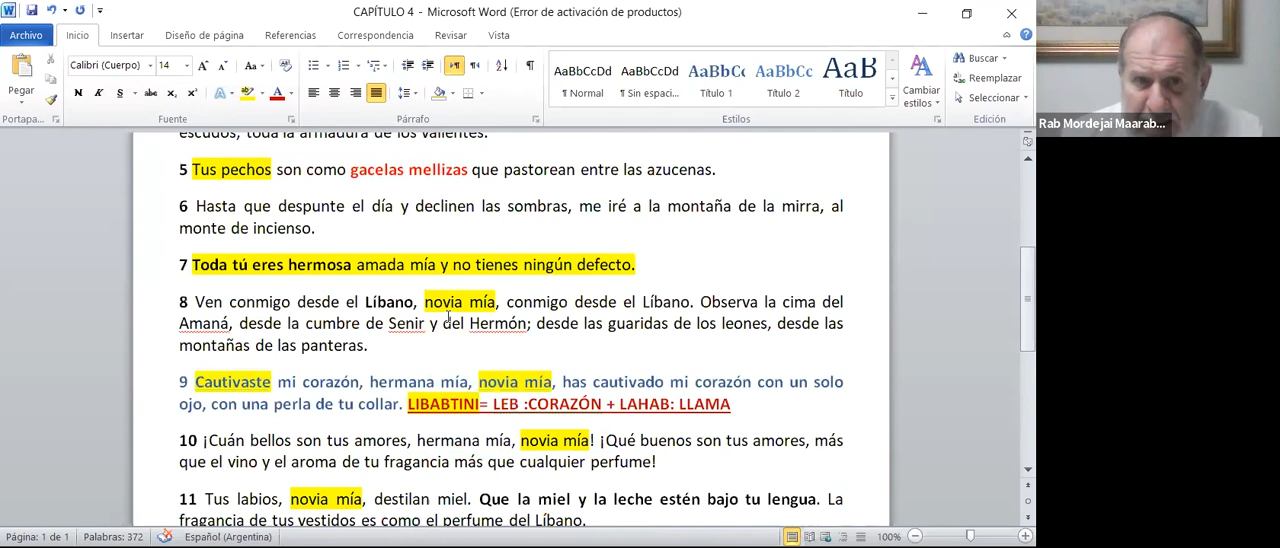 CAPÍTULO 4 - Microsoft Word (Error de activación de productos)
Archivo Inicio Insertar Diseño de página Referencias Correspondencia Revisar Vista
Calibri (Cuerpo) 14
Pegar
AaBbCcDd AaBbCcDd AaBbCc AaBbCcDd AaB
¶ Normal ¶ Sin espaci... Título 1 Título 2 Título
Cambiar estilos
Buscar
Reemplazar
Seleccionar
Portapa... Fuente Párrafo Estilos Edición
Rab Mordejai Maarab...
escudos, toda la armadura de los valientes.
5 Tus pechos son como gacelas mellizas que pastorean entre las azucenas.
6 Hasta que despunte el día y declinen las sombras, me iré a la montaña de la mirra, al
monte de incienso.
7 Toda tú eres hermosa amada mía y no tienes ningún defecto.
8 Ven conmigo desde el Líbano, novia mía, conmigo desde el Líbano. Observa la cima del
Amaná, desde la cumbre de Senir y del Hermón; desde las guaridas de los leones, desde las
montañas de las panteras.
9 Cautivaste mi corazón, hermana mía, novia mía, has cautivado mi corazón con un solo
ojo, con una perla de tu collar. LIBABTINI= LEB :CORAZÓN + LAHAB: LLAMA
10 ¡Cuán bellos son tus amores, hermana mía, novia mía! ¡Qué buenos son tus amores, más
que el vino y el aroma de tu fragancia más que cualquier perfume!
11 Tus labios, novia mía, destilan miel. Que la miel y la leche estén bajo tu lengua. La
fragancia de tus vestidos es como el perfume del Líbano.
Página: 1 de 1 Palabras: 372 Español (Argentina) 100%